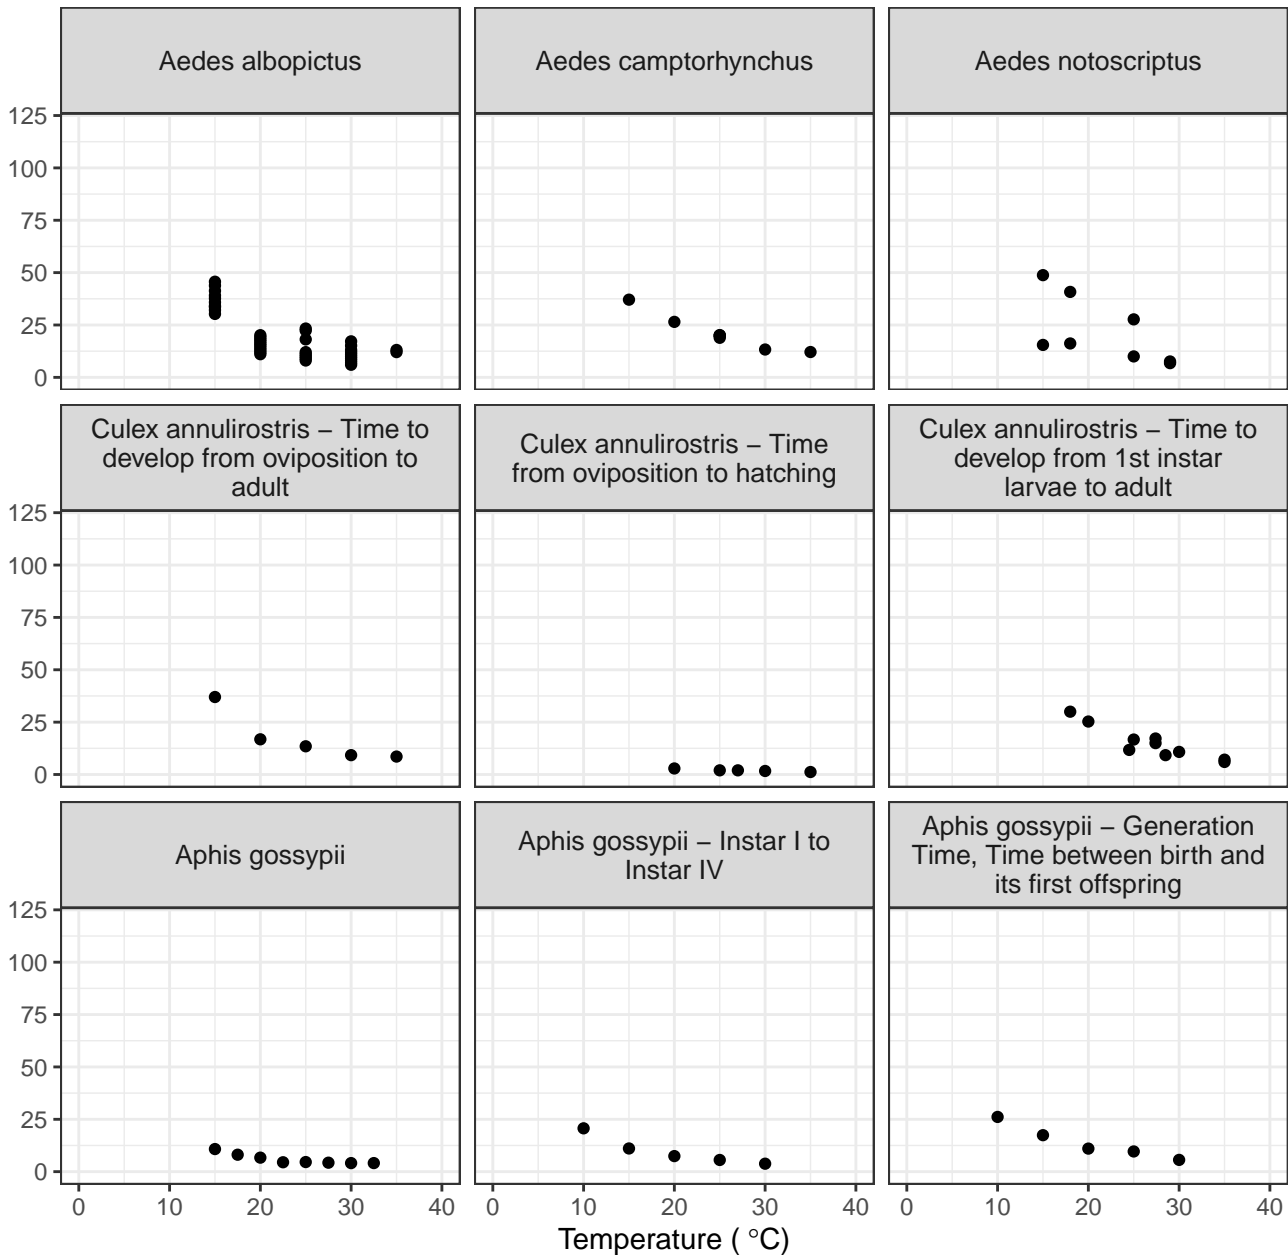 Aedes albopictus
Aedes camptorhynchus
Aedes notoscriptus
125
100
75
50
25
0
Culex annulirostris – Time to
develop from oviposition to
adult
Culex annulirostris – Time
from oviposition to hatching
Culex annulirostris – Time to
develop from 1st instar
larvae to adult
125
100
75
50
25
0
Aphis gossypii
Aphis gossypii – Instar I to
Instar IV
Aphis gossypii – Generation
Time, Time between birth and
its first offspring
125
100
75
50
25
0
0 10 20 30 40
0 10 20 30 40
0 10 20 30 40
Temperature ( °C)